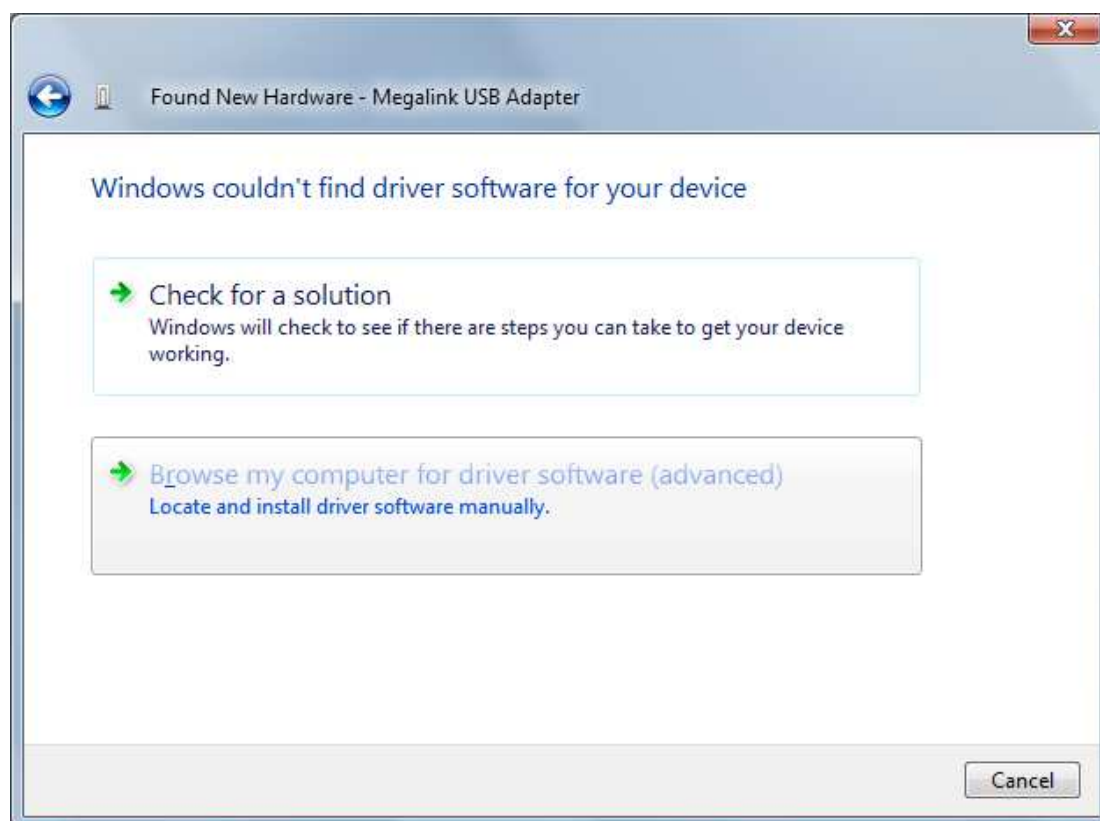 Found New Hardware - Megalink USB Adapter
Windows couldn't find driver software for your device
Check for a solution
Windows will check to see if there are steps you can take to get your device
working.
Browse my computer for driver software (advanced)
Locate and install driver software manually.
Cancel